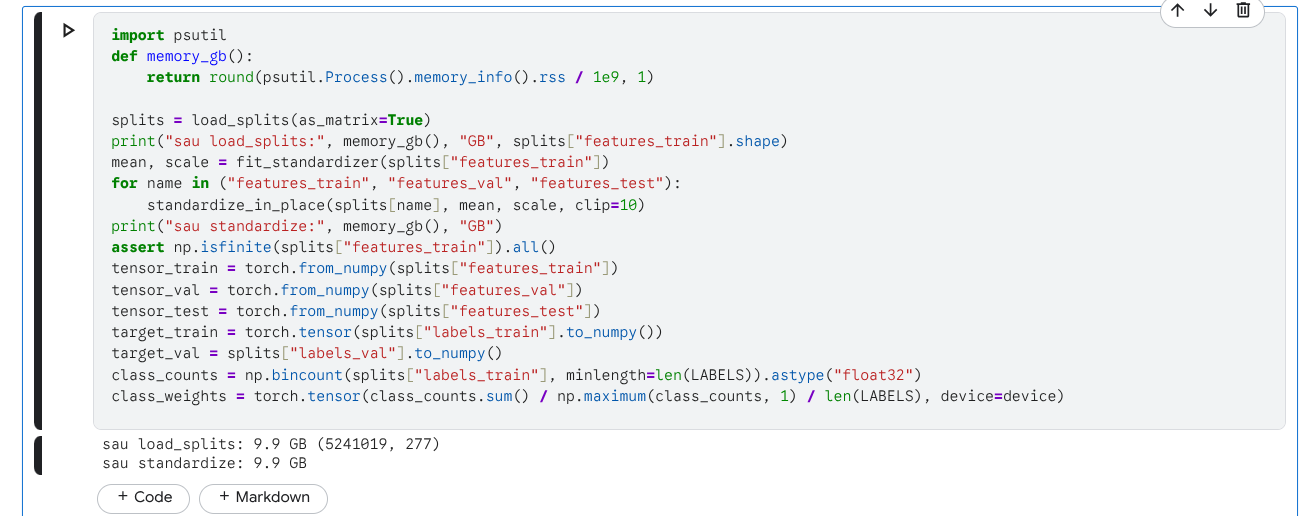 import psutil
def memory_gb():
    return round(psutil.Process().memory_info().rss / 1e9, 1)

splits = load_splits(as_matrix=True)
print("sau load_splits:", memory_gb(), "GB", splits["features_train"].shape)
mean, scale = fit_standardizer(splits["features_train"])
for name in ("features_train", "features_val", "features_test"):
    standardize_in_place(splits[name], mean, scale, clip=10)
print("sau standardize:", memory_gb(), "GB")
assert np.isfinite(splits["features_train"]).all()
tensor_train = torch.from_numpy(splits["features_train"])
tensor_val = torch.from_numpy(splits["features_val"])
tensor_test = torch.from_numpy(splits["features_test"])
target_train = torch.tensor(splits["labels_train"].to_numpy())
target_val = splits["labels_val"].to_numpy()
class_counts = np.bincount(splits["labels_train"], minlength=len(LABELS)).astype("float32")
class_weights = torch.tensor(class_counts.sum() / np.maximum(class_counts, 1) / len(LABELS), device=device)
sau load_splits: 9.9 GB (5241019, 277)
sau standardize: 9.9 GB
+ Code + Markdown